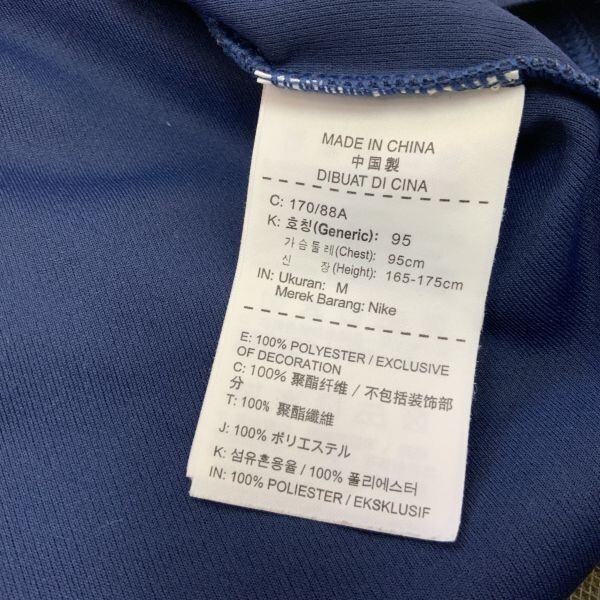 MADE IN CHINA
中国製
DIBUAT DI CINA
C: 170/88A
K: 호칭(Generic): 95
가슴둘레(Chest): 95cm
신 장(Height): 165-175cm
IN: Ukuran: M
Merek Barang: Nike
E: 100% POLYESTER / EXCLUSIVE
OF DECORATION
C: 100% 聚酯纤维 / 不包括装饰部
分
T: 100% 聚酯纖維
J: 100% ポリエステル
K: 섬유혼용율 / 100% 폴리에스터
IN: 100% POLIESTER / EKSKLUSIF